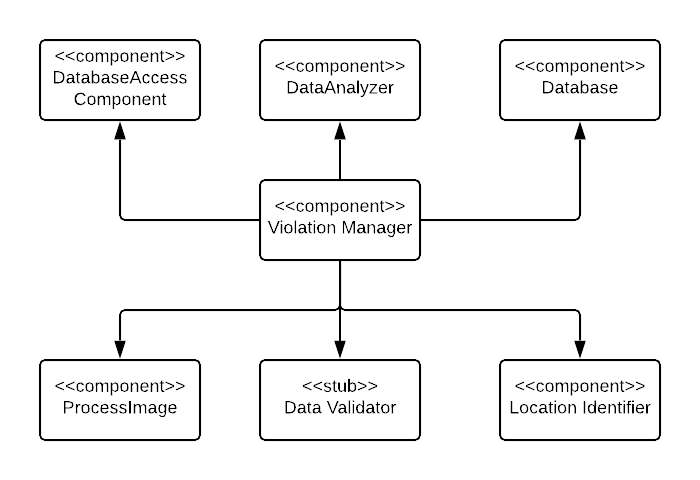 <<component>>
DatabaseAccess
Component
<<component>>
DataAnalyzer
<<component>>
Database
<<component>>
Violation Manager
<<component>>
ProcessImage
<<stub>>
Data Validator
<<component>>
Location Identifier